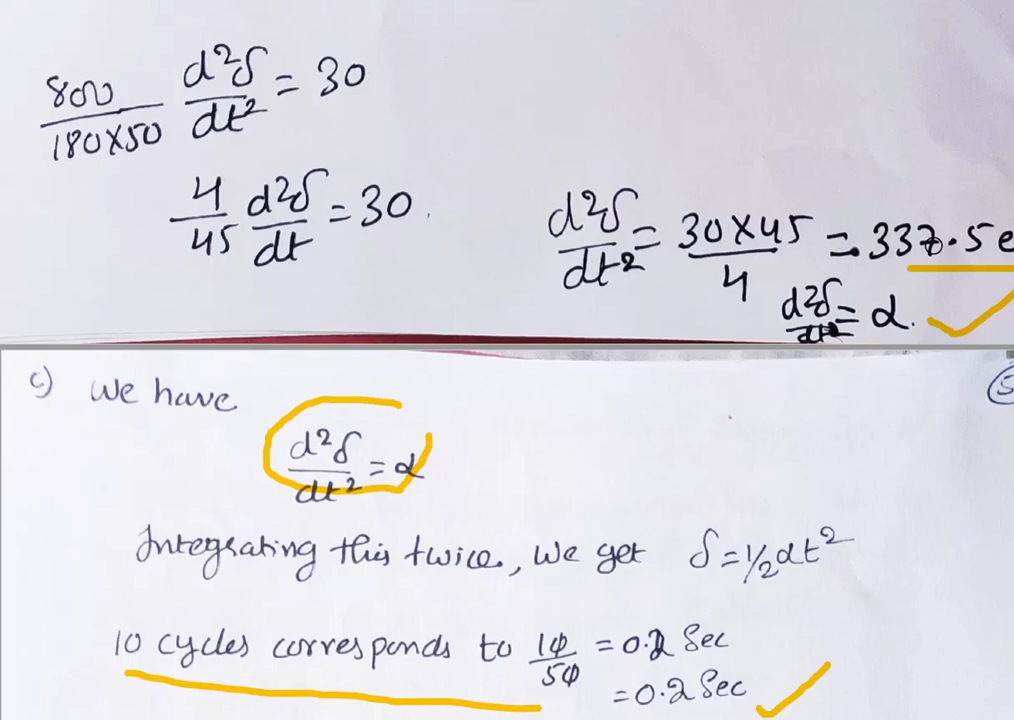 800/180×50 d²δ/dt² = 30
4/45 d²δ/dt = 30.
d²δ/dt² = 30×45/4 = 337.5 e
d²δ/dt² = α.
c) We have
d²δ/dt² = α
Integrating this twice, we get δ = ½αt²
10 cycles corresponds to 10/50 = 0.2 Sec
= 0.2 Sec
5